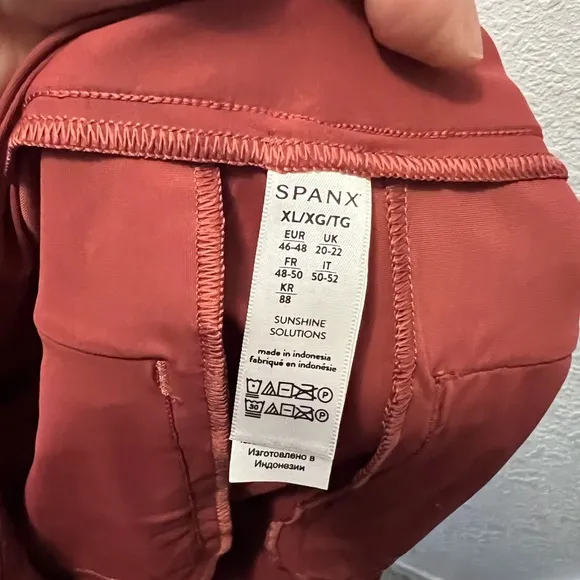 SPANX
XL/XG/TG
EUR UK
46-48 20-22
FR IT
48-50 50-52
KR
88
SUNSHINE
SOLUTIONS
made in indonesia
fabriqué en indonésie
P
30 P
Изготовлено в
Индонезии